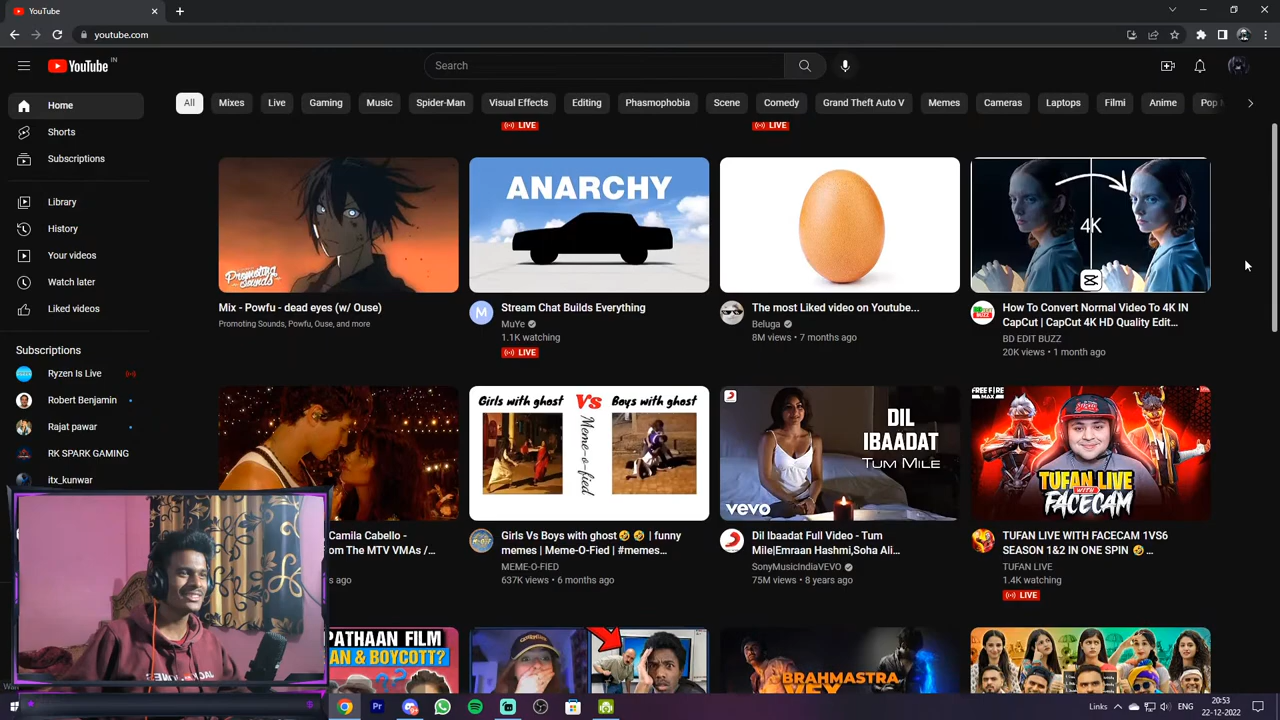 YouTube
youtube.com
YouTube IN
Search
Home
Shorts
Subscriptions
Library
History
Your videos
Watch later
Liked videos
Subscriptions
Ryzen Is Live
Robert Benjamin
Rajat pawar
RK SPARK GAMING
itx_kunwar
All
Mixes
Live
Gaming
Music
Spider-Man
Visual Effects
Editing
Phasmophobia
Scene
Comedy
Grand Theft Auto V
Memes
Cameras
Laptops
Filmi
Anime
Pop
LIVE
LIVE
Promoting
Sounds
Mix - Powfu - dead eyes (w/ Ouse)
Promoting Sounds, Powfu, Ouse, and more
ANARCHY
M
Stream Chat Builds Everything
MuYe
1.1K watching
LIVE
The most Liked video on Youtube...
Beluga
8M views • 7 months ago
4K
How To Convert Normal Video To 4K IN
CapCut | CapCut 4K HD Quality Edit...
BD EDIT BUZZ
20K views • 1 month ago
Camila Cabello -
om The MTV VMAs /...
s ago
Girls with ghost Vs Boys with ghost
Meme-o-fied
Girls Vs Boys with ghost🤣 🤣 | funny
memes | Meme-O-Fied | #memes...
MEME-O-FIED
637K views • 6 months ago
DIL
IBAADAT
TUM MILE
vevo
Dil Ibaadat Full Video - Tum
Mile|Emraan Hashmi,Soha Ali...
SonyMusicIndiaVEVO
75M views • 8 years ago
FREE FIRE
MAX
TUFAN LIVE
WITH
FACECAM
TUFAN LIVE WITH FACECAM 1VS6
SEASON 1&2 IN ONE SPIN 🤣 ...
TUFAN LIVE
1.4K watching
LIVE
PATHAAN FILM
AN & BOYCOTT?
BRAHMASTRA
Pr
Links
20:53
22-12-2022